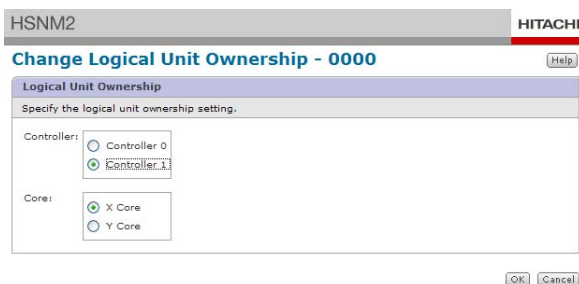 HSNM2 HITACHI
Change Logical Unit Ownership - 0000 Help
Logical Unit Ownership
Specify the logical unit ownership setting.
Controller: Controller 0
Controller 1
Core: X Core
Y Core
OK Cancel